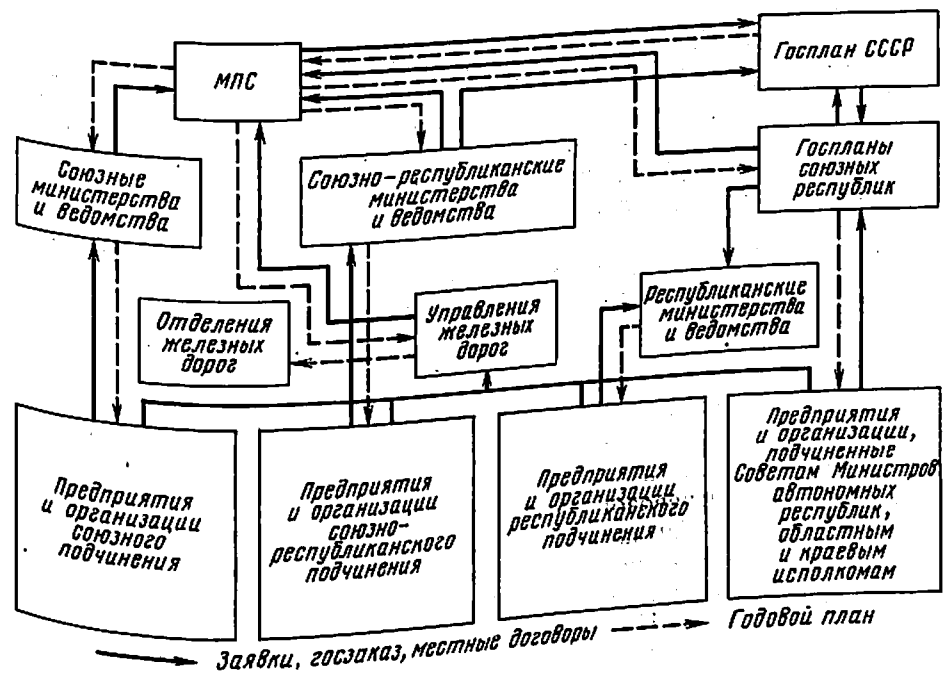 МПС
Госплан СССР
Союзные
министерства
и ведомства
Союзно-республиканские
министерства
и ведомства
Госпланы
союзных
республик
Отделения
железных
дорог
Управления
железных
дорог
Республиканские
министерства
и ведомства
Предприятия
и организации
союзного
подчинения
Предприятия
и организации
союзно-
республиканского
подчинения
Предприятия
и организации
республиканского
подчинения
Предприятия
и организации,
подчиненные
Советам Министров
автономных
республик,
областным
и краевым
исполкомам
Заявки, госзаказ, местные договоры
Годовой план